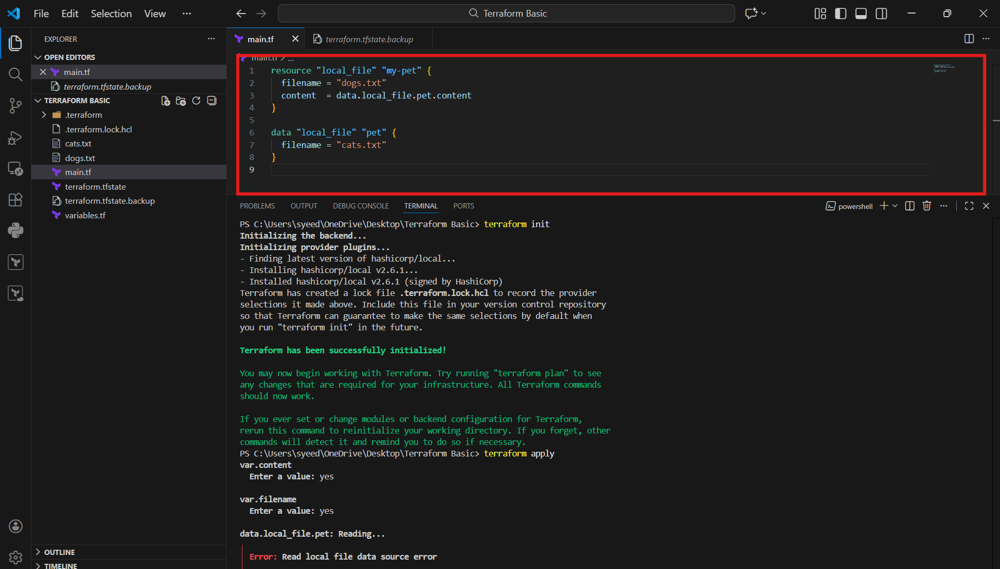 File Edit Selection View ···
Terraform Basic
EXPLORER ···
OPEN EDITORS
main.tf
terraform.tfstate.backup
TERRAFORM BASIC
.terraform
.terraform.lock.hcl
cats.txt
dogs.txt
main.tf
terraform.tfstate
terraform.tfstate.backup
variables.tf
OUTLINE
TIMELINE
main.tf
terraform.tfstate.backup
main.tf > ...
1 resource "local_file" "my-pet" {
2 filename = "dogs.txt"
3 content  = data.local_file.pet.content
4 }
5
6 data "local_file" "pet" {
7 filename = "cats.txt"
8 }
9
PROBLEMS OUTPUT DEBUG CONSOLE TERMINAL PORTS
powershell
PS C:\Users\syeed\OneDrive\Desktop\Terraform Basic> terraform init
Initializing the backend...
Initializing provider plugins...
- Finding latest version of hashicorp/local...
- Installing hashicorp/local v2.6.1...
- Installed hashicorp/local v2.6.1 (signed by HashiCorp)
Terraform has created a lock file .terraform.lock.hcl to record the provider
selections it made above. Include this file in your version control repository
so that Terraform can guarantee to make the same selections by default when
you run "terraform init" in the future.
Terraform has been successfully initialized!
You may now begin working with Terraform. Try running "terraform plan" to see
any changes that are required for your infrastructure. All Terraform commands
should now work.
If you ever set or change modules or backend configuration for Terraform,
rerun this command to reinitialize your working directory. If you forget, other
commands will detect it and remind you to do so if necessary.
PS C:\Users\syeed\OneDrive\Desktop\Terraform Basic> terraform apply
var.content
Enter a value: yes
var.filename
Enter a value: yes
data.local_file.pet: Reading...
Error: Read local file data source error